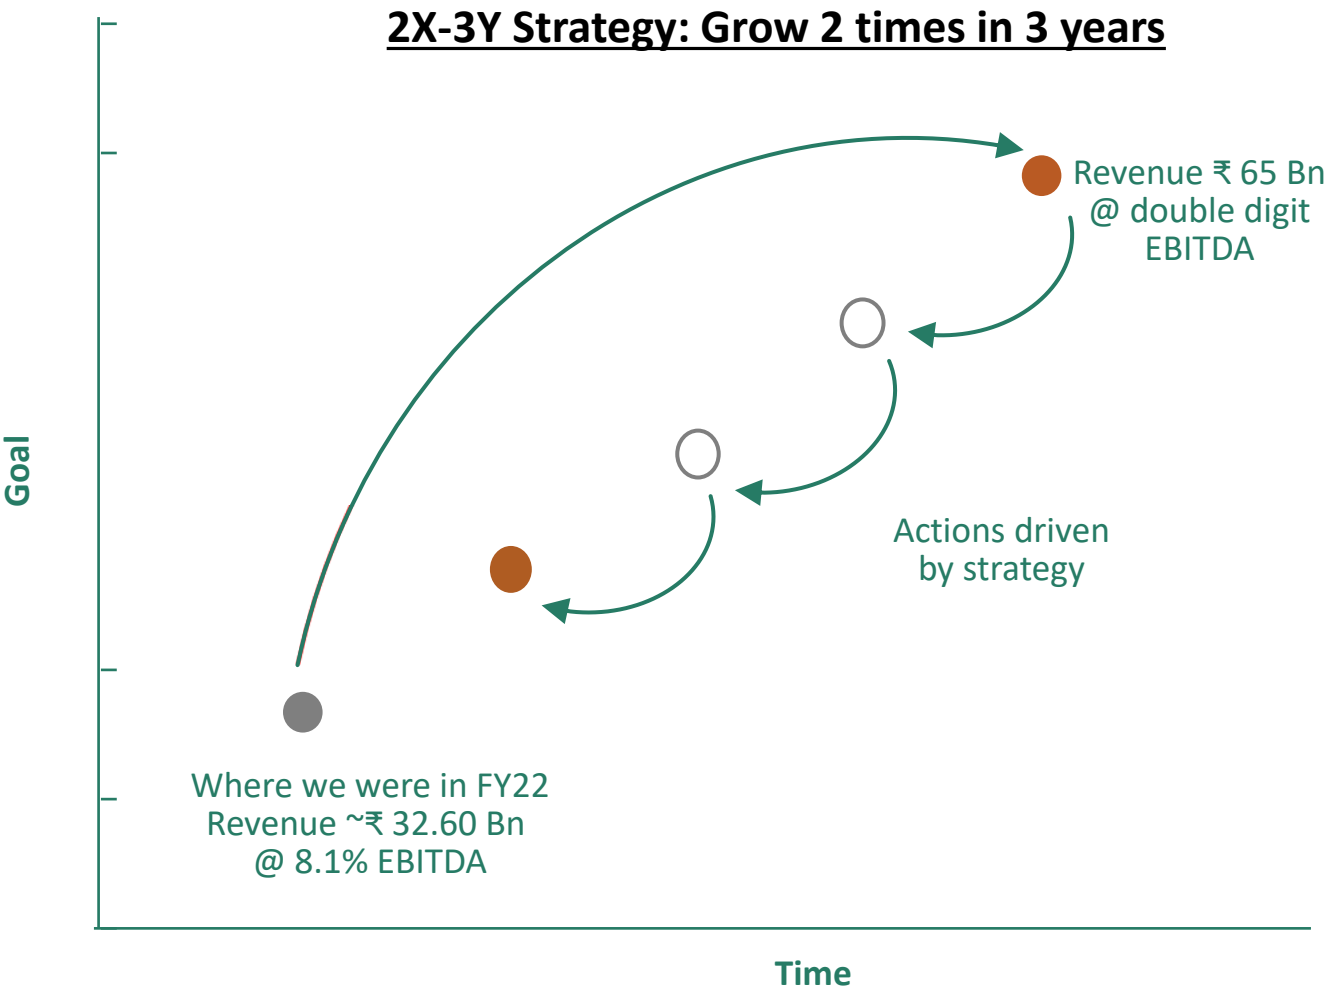 2X-3Y Strategy: Grow 2 times in 3 years
Revenue ₹ 65 Bn
@ double digit
EBITDA
Goal
Actions driven
by strategy
Where we were in FY22
Revenue ~₹ 32.60 Bn
@ 8.1% EBITDA
Time